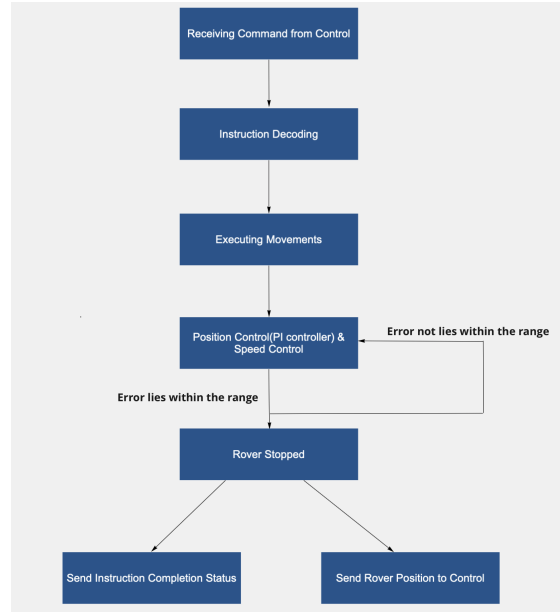 Receiving Command from Control
Instruction Decoding
Executing Movements
Position Control(PI controller) &
Speed Control
Error not lies within the range
Error lies within the range
Rover Stopped
Send Instruction Completion Status
Send Rover Position to Control